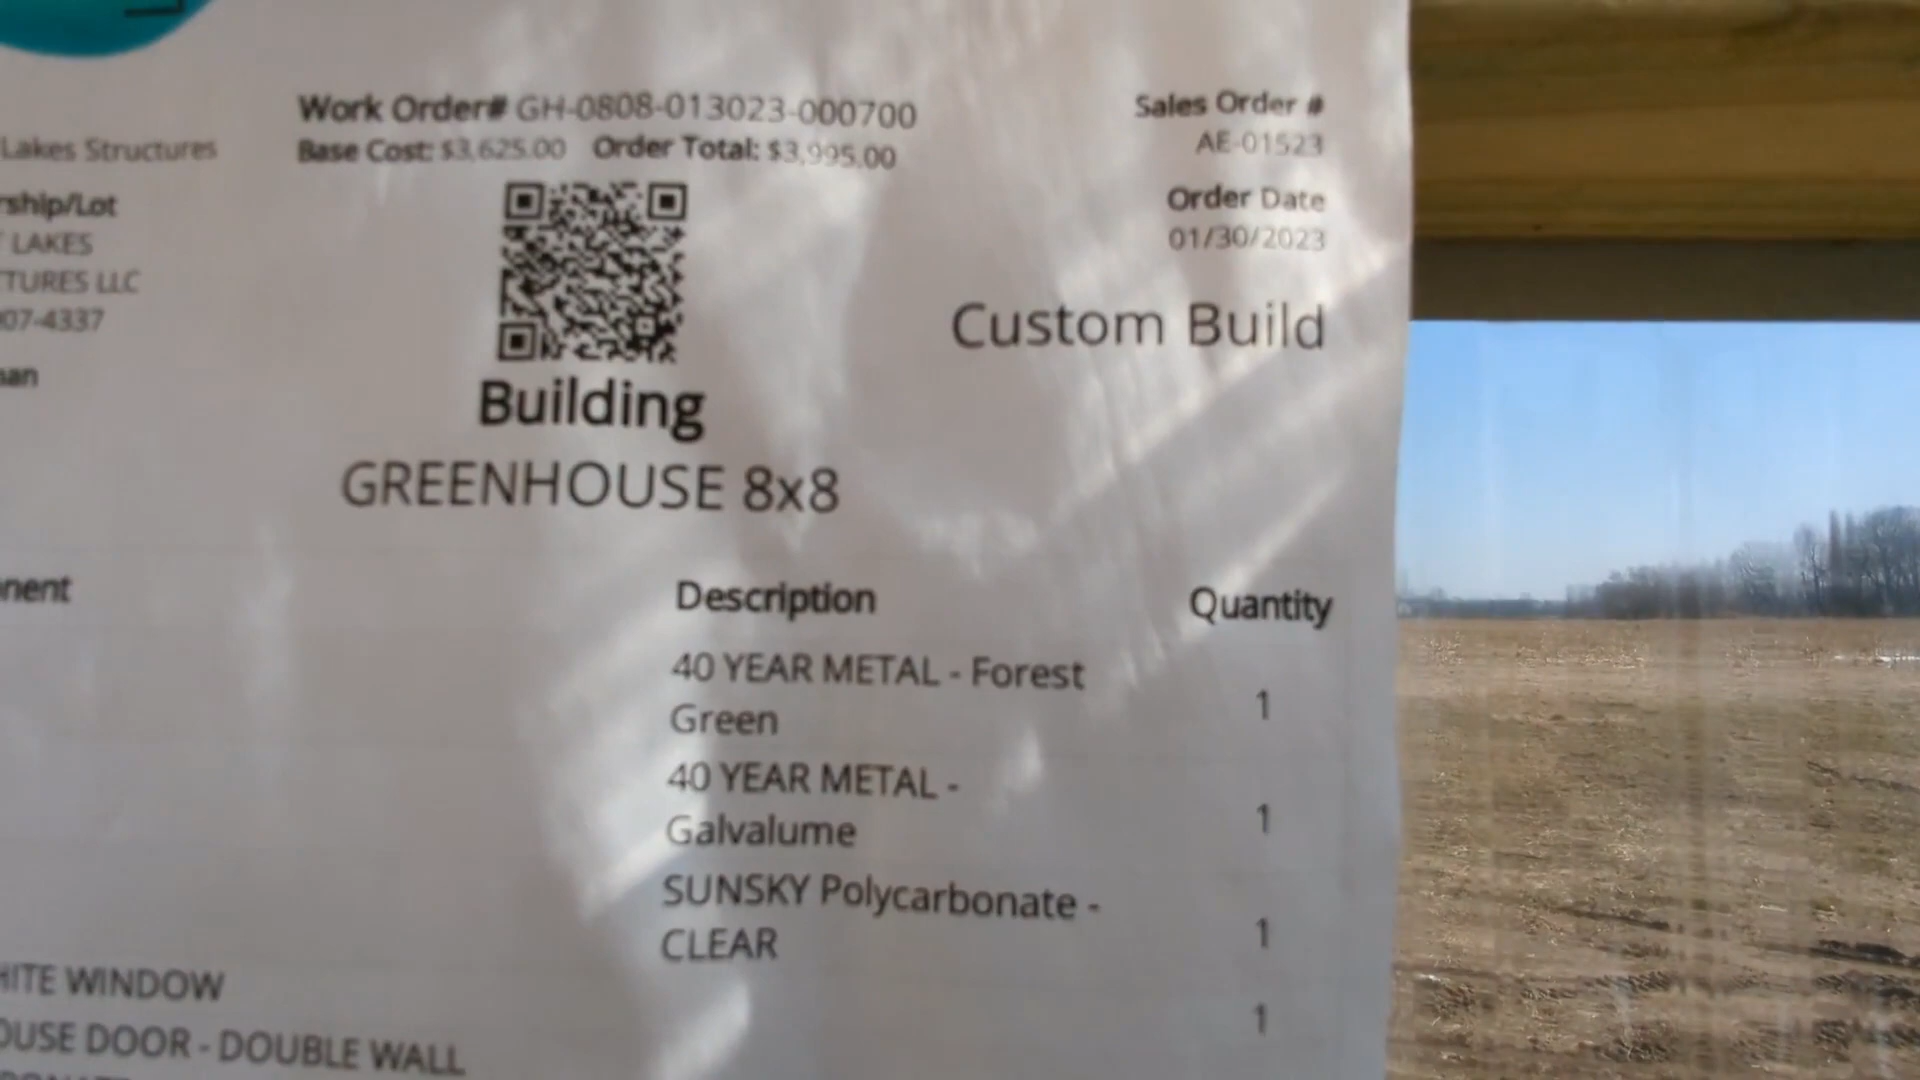 Work Order# GH-0808-013023-000700
Sales Order #
Lakes Structures
Base Cost: $3,625.00 Order Total: $3,995.00
AE-01523
rship/Lot
Order Date
LAKES
01/30/2023
TURES LLC
07-4337
Custom Build
Building
GREENHOUSE 8x8
nent
Description
Quantity
40 YEAR METAL - Forest
Green
1
40 YEAR METAL -
Galvalume
1
SUNSKY Polycarbonate -
CLEAR
1
WINDOW
1
DOOR - DOUBLE WALL